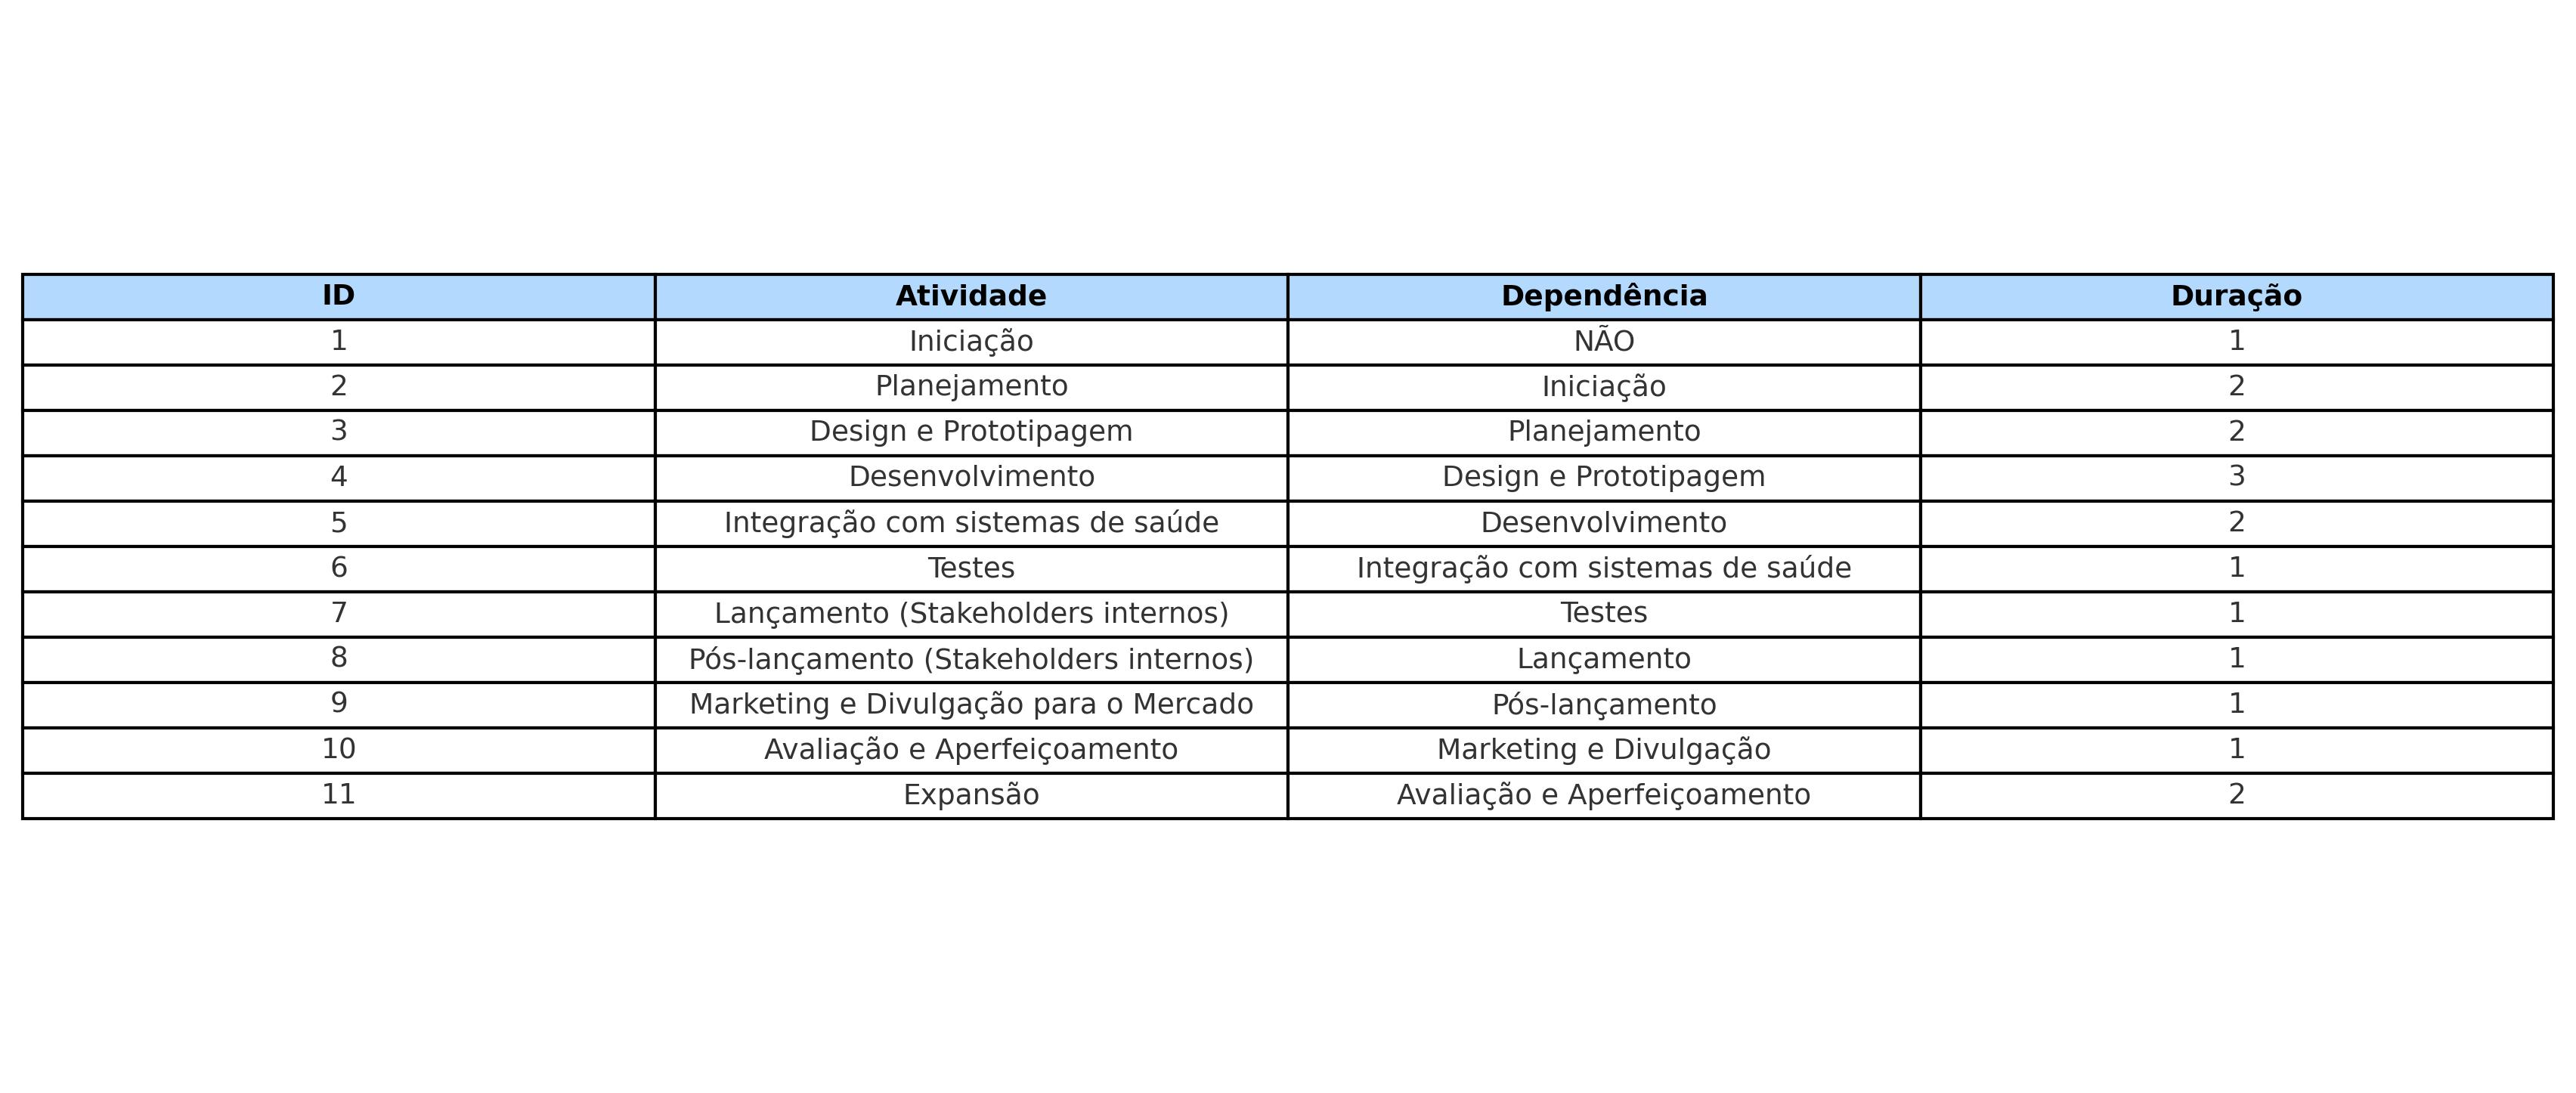 ID Atividade Dependência Duração
1 Iniciação NÃO 1
2 Planejamento Iniciação 2
3 Design e Prototipagem Planejamento 2
4 Desenvolvimento Design e Prototipagem 3
5 Integração com sistemas de saúde Desenvolvimento 2
6 Testes Integração com sistemas de saúde 1
7 Lançamento (Stakeholders internos) Testes 1
8 Pós-lançamento (Stakeholders internos) Lançamento 1
9 Marketing e Divulgação para o Mercado Pós-lançamento 1
10 Avaliação e Aperfeiçoamento Marketing e Divulgação 1
11 Expansão Avaliação e Aperfeiçoamento 2